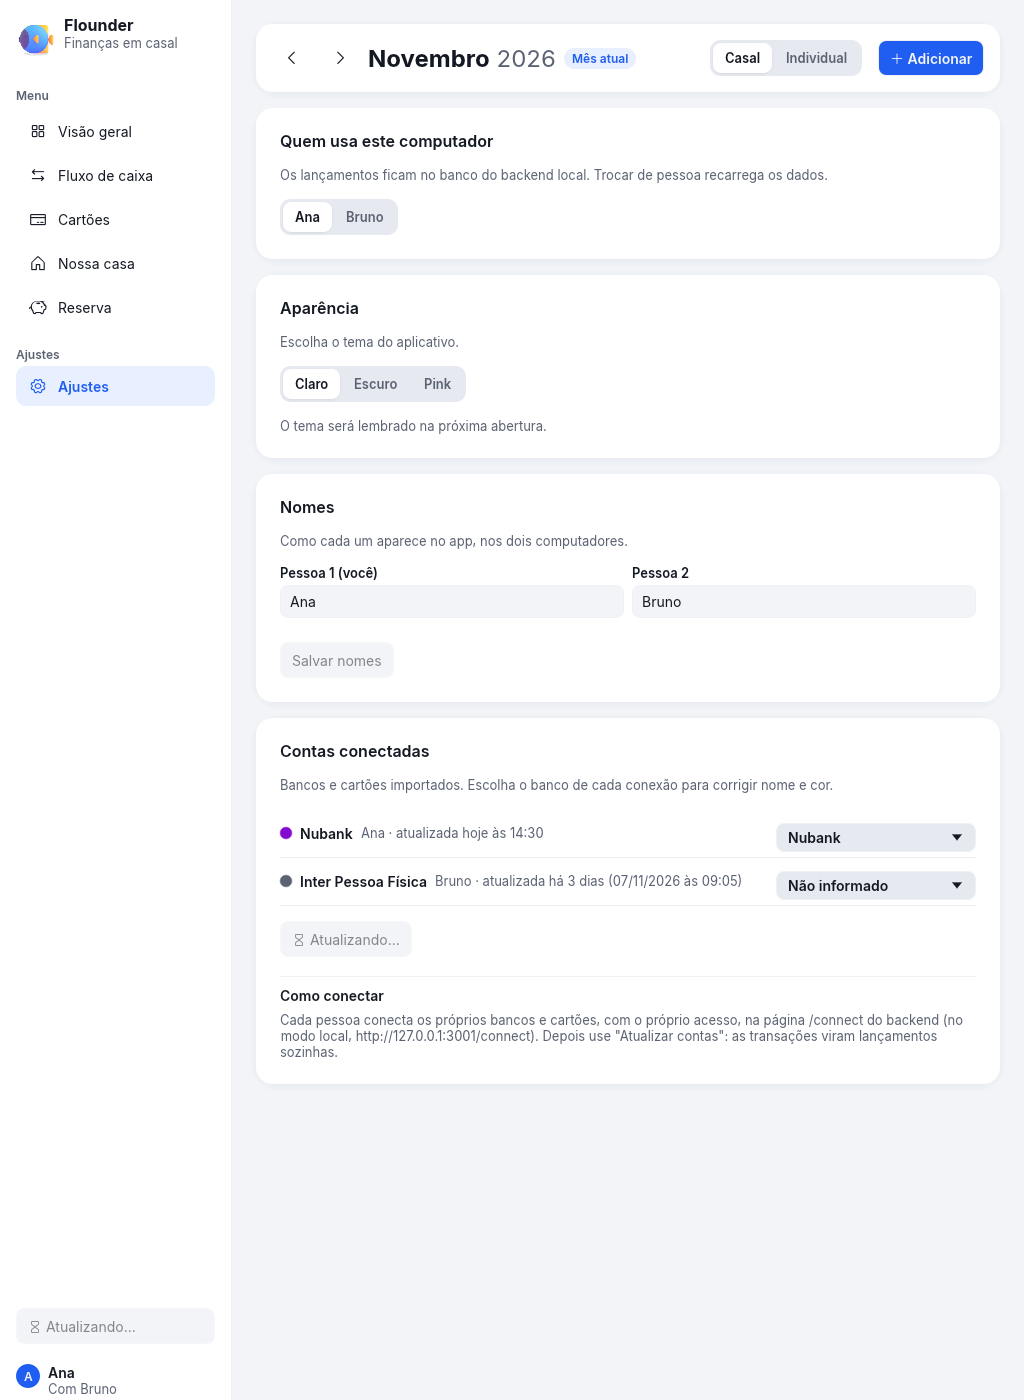 Flounder
Finanças em casal
Menu
Visão geral
Fluxo de caixa
Cartões
Nossa casa
Reserva
Ajustes
Ajustes
Atualizando...
A
Ana
Com Bruno
Novembro 2026 Mês atual
Casal Individual
Adicionar
Quem usa este computador
Os lançamentos ficam no banco do backend local. Trocar de pessoa recarrega os dados.
Ana Bruno
Aparência
Escolha o tema do aplicativo.
Claro Escuro Pink
O tema será lembrado na próxima abertura.
Nomes
Como cada um aparece no app, nos dois computadores.
Pessoa 1 (você) Pessoa 2
Ana Bruno
Salvar nomes
Contas conectadas
Bancos e cartões importados. Escolha o banco de cada conexão para corrigir nome e cor.
Nubank Ana · atualizada hoje às 14:30 Nubank
Inter Pessoa Física Bruno · atualizada há 3 dias (07/11/2026 às 09:05) Não informado
Atualizando...
Como conectar
Cada pessoa conecta os próprios bancos e cartões, com o próprio acesso, na página /connect do backend (no
modo local, http://127.0.0.1:3001/connect). Depois use "Atualizar contas": as transações viram lançamentos
sozinhas.